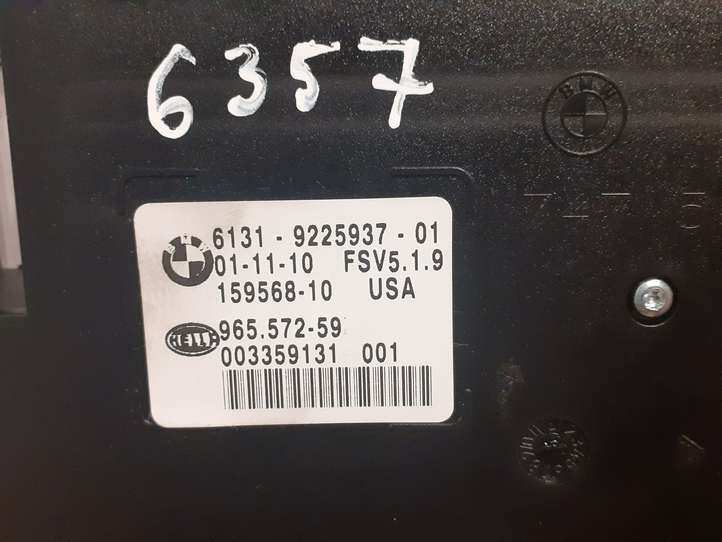 6357
BMW
6131 - 9225937 - 01
01-11-10 FSV5.1.9
159568-10 USA
HELLA
965.572-59
003359131 001